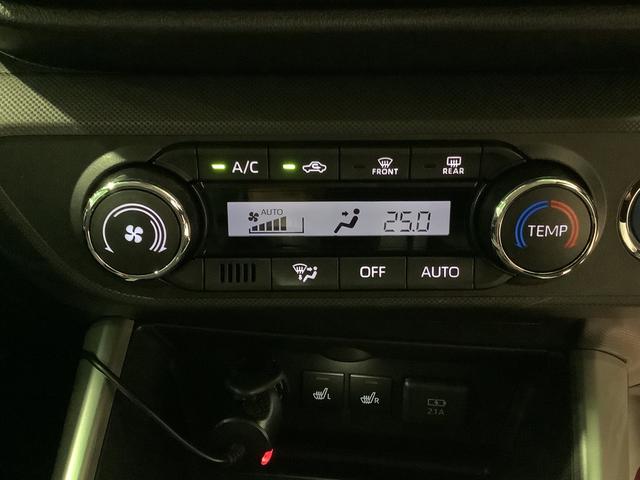 A/C
FRONT
REAR
AUTO
25.0
TEMP
OFF
AUTO
L
R
2.1A